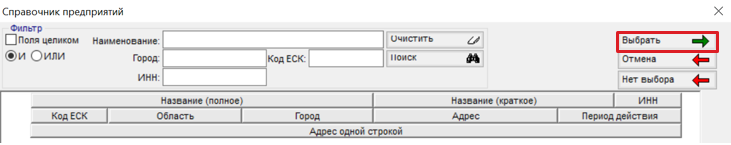 Справочник предприятий
Фильтр
Поля целиком Наименование: Очистить Выбрать
И ИЛИ Город: Код ЕСК: Поиск Отмена
ИНН: Нет выбора
Название (полное) Название (краткое) ИНН
Код ЕСК Область Город Адрес Период действия
Адрес одной строкой